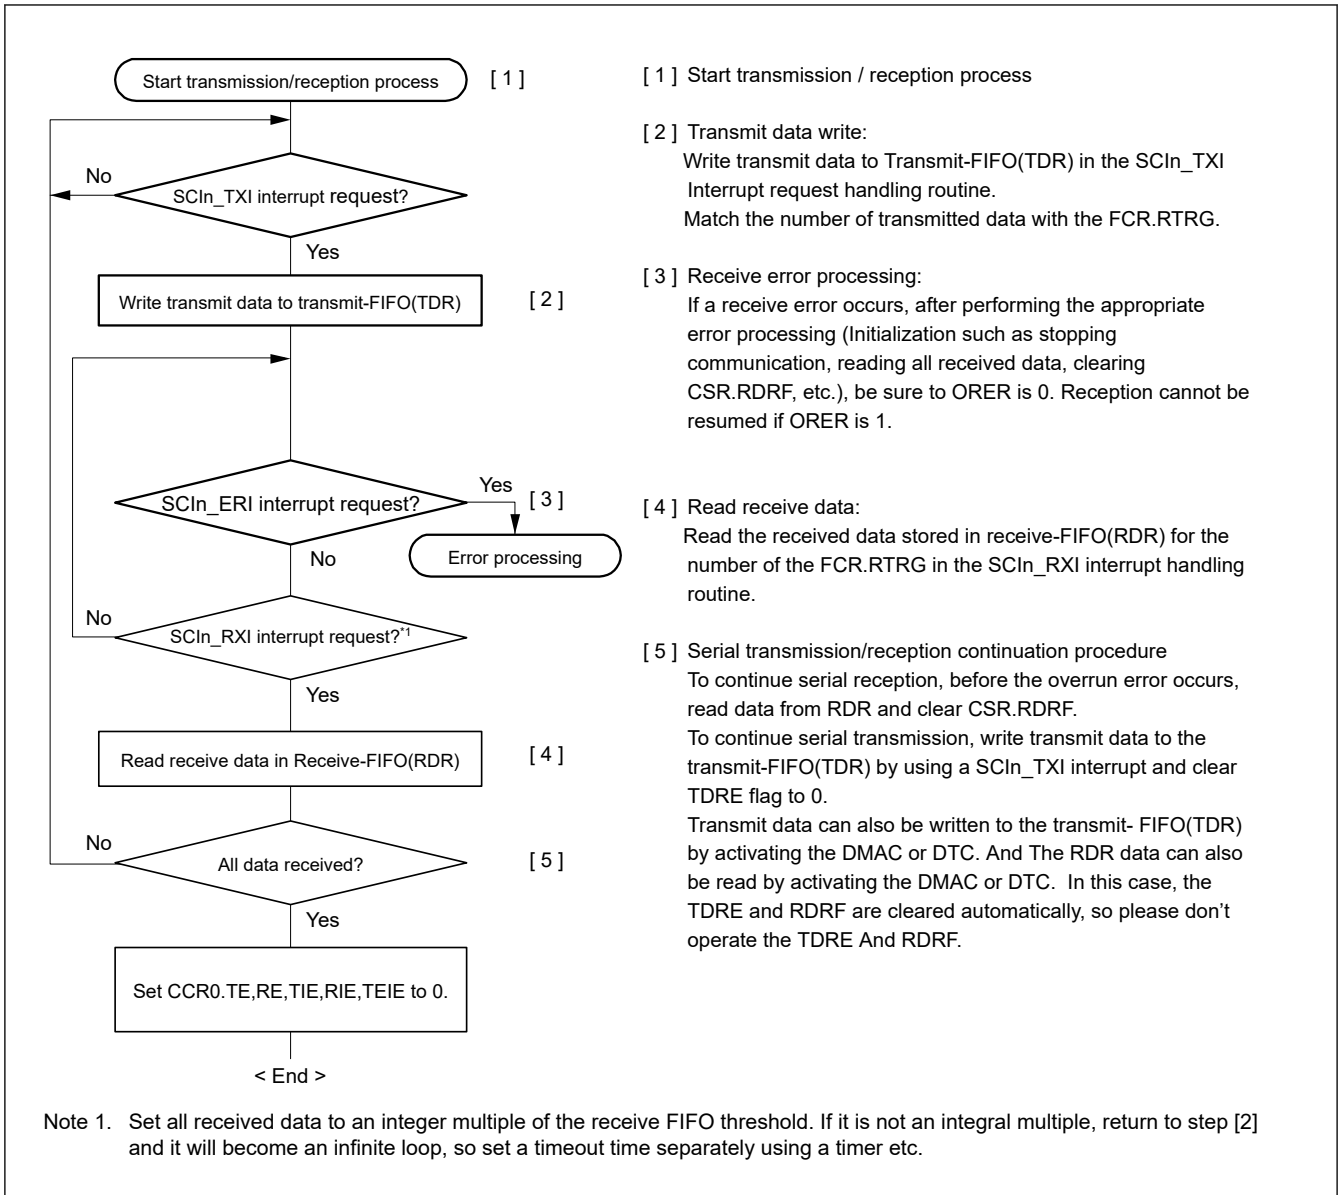 Start transmission/reception process
[ 1 ]
No
SCIn_TXI interrupt request?
Yes
Write transmit data to transmit-FIFO(TDR)
[ 2 ]
SCIn_ERI interrupt request?
Yes
[ 3 ]
Error processing
No
No
SCIn_RXI interrupt request?*1
Yes
Read receive data in Receive-FIFO(RDR)
[ 4 ]
No
All data received?
[ 5 ]
Yes
Set CCR0.TE,RE,TIE,RIE,TEIE to 0.
< End >
[ 1 ] Start transmission / reception process
[ 2 ] Transmit data write:
Write transmit data to Transmit-FIFO(TDR) in the SCIn_TXI
Interrupt request handling routine.
Match the number of transmitted data with the FCR.RTRG.
[ 3 ] Receive error processing:
If a receive error occurs, after performing the appropriate
error processing (Initialization such as stopping
communication, reading all received data, clearing
CSR.RDRF, etc.), be sure to ORER is 0. Reception cannot be
resumed if ORER is 1.
[ 4 ] Read receive data:
Read the received data stored in receive-FIFO(RDR) for the
number of the FCR.RTRG in the SCIn_RXI interrupt handling
routine.
[ 5 ] Serial transmission/reception continuation procedure
To continue serial reception, before the overrun error occurs,
read data from RDR and clear CSR.RDRF.
To continue serial transmission, write transmit data to the
transmit-FIFO(TDR) by using a SCIn_TXI interrupt and clear
TDRE flag to 0.
Transmit data can also be written to the transmit- FIFO(TDR)
by activating the DMAC or DTC. And The RDR data can also
be read by activating the DMAC or DTC.  In this case, the
TDRE and RDRF are cleared automatically, so please don't
operate the TDRE And RDRF.
Note 1. Set all received data to an integer multiple of the receive FIFO threshold. If it is not an integral multiple, return to step [2]
and it will become an infinite loop, so set a timeout time separately using a timer etc.